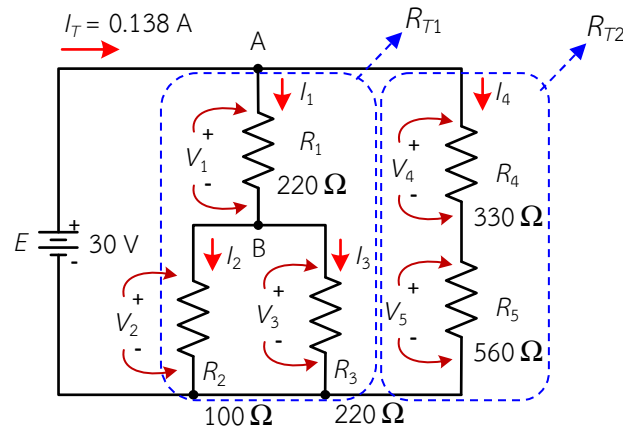 I_T = 0.138 A
R_T1
R_T2
A
I_1
I_4
+
V_1
-
R_1
220 Ω
+
V_4
-
R_4
330 Ω
E
+
-
30 V
B
I_2
I_3
+
V_2
-
R_2
100 Ω
+
V_3
-
R_3
220 Ω
+
V_5
-
R_5
560 Ω